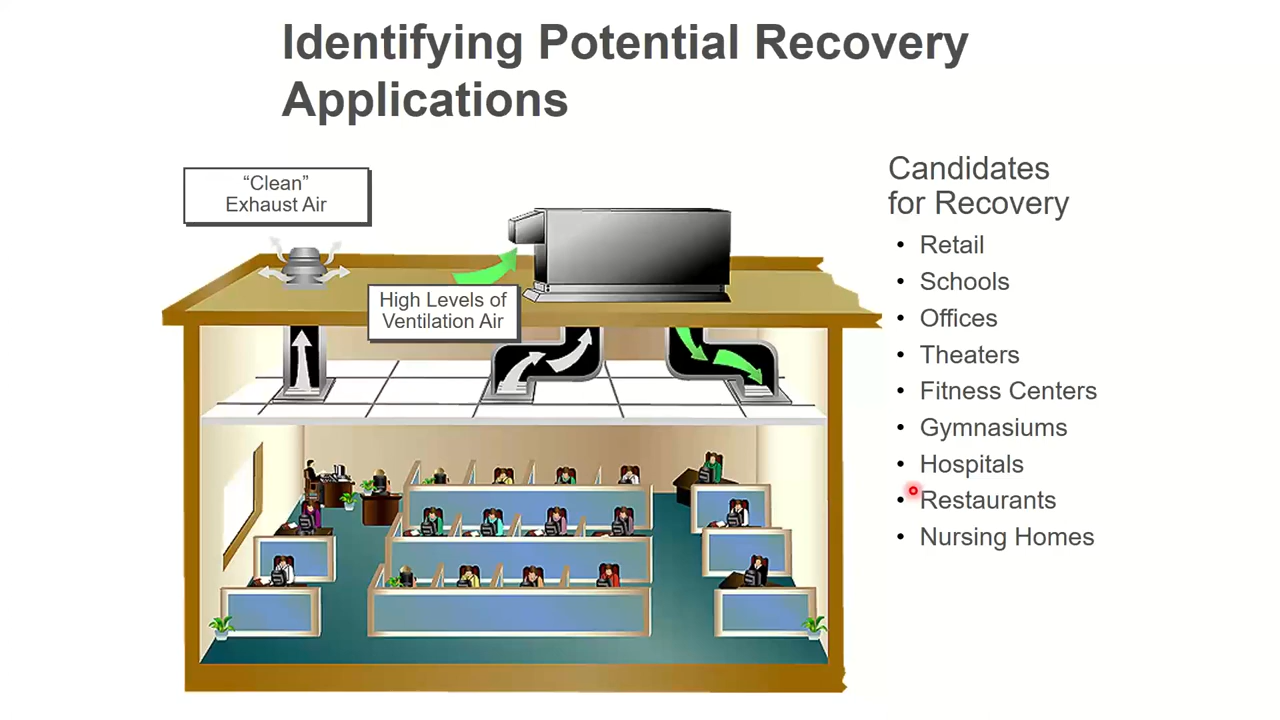 Identifying Potential Recovery
Applications
“Clean”
Exhaust Air
High Levels of
Ventilation Air
Candidates
for Recovery
• Retail
• Schools
• Offices
• Theaters
• Fitness Centers
• Gymnasiums
• Hospitals
• Restaurants
• Nursing Homes